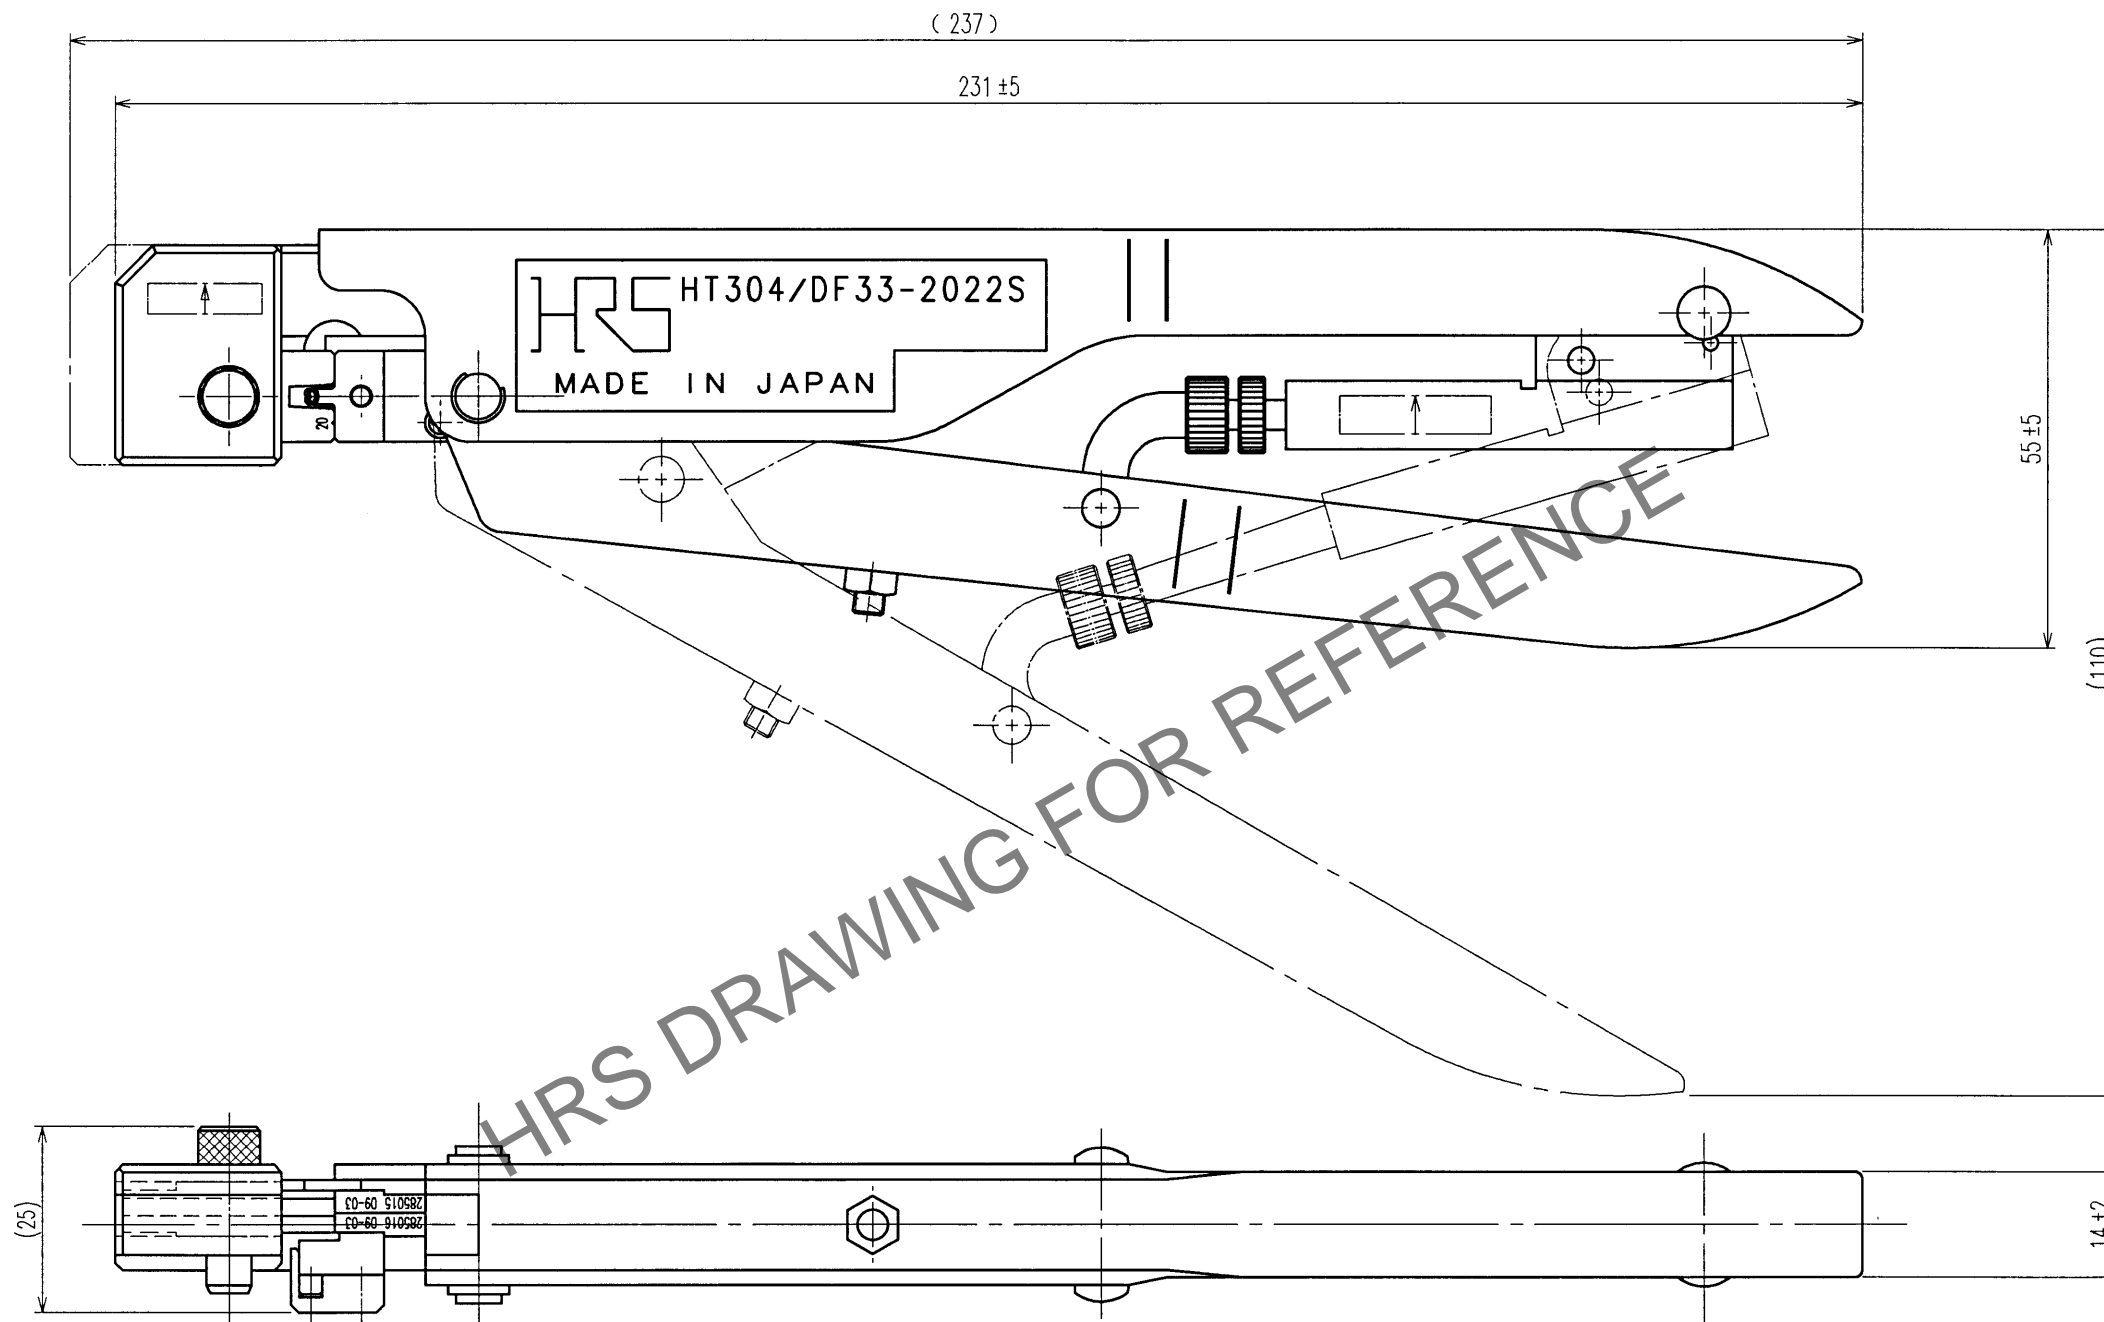 ( 237 )
231 ±5
HRS HT304/DF33-2022S
MADE IN JAPAN
20
55 ±5
(110)
HRS DRAWING FOR REFERENCE
(25)
285015 09-03
285016 09-03
14 ±2